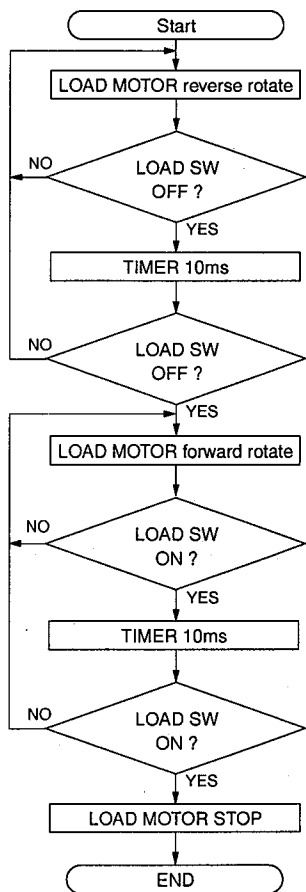 Start
LOAD MOTOR reverse rotate
NO
LOAD SW
OFF ?
YES
TIMER 10ms
NO
LOAD SW
OFF ?
YES
LOAD MOTOR forward rotate
NO
LOAD SW
ON ?
YES
TIMER 10ms
NO
LOAD SW
ON ?
YES
LOAD MOTOR STOP
END